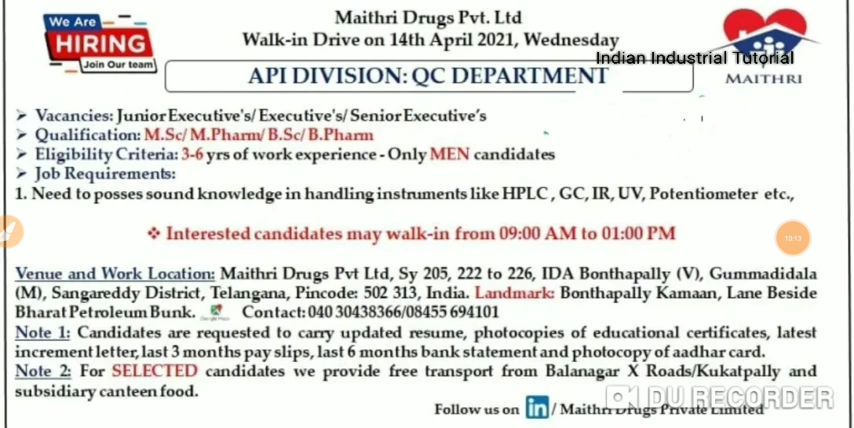 We Are
HIRING
Join Our team
Maithri Drugs Pvt. Ltd
Walk-in Drive on 14th April 2021, Wednesday
Indian Industrial Tutorial
API DIVISION: QC DEPARTMENT
MAITHRI
➤ Vacancies: Junior Executive's/ Executive's/ Senior Executive's
➤ Qualification: M.Sc/ M.Pharm/ B.Sc/ B.Pharm
➤ Eligibility Criteria: 3-6 yrs of work experience - Only MEN candidates
➤ Job Requirements:
1. Need to posses sound knowledge in handling instruments like HPLC , GC, IR, UV, Potentiometer etc.,
❖ Interested candidates may walk-in from 09:00 AM to 01:00 PM
Venue and Work Location: Maithri Drugs Pvt Ltd, Sy 205, 222 to 226, IDA Bonthapally (V), Gummadidala
(M), Sangareddy District, Telangana, Pincode: 502 313, India. Landmark: Bonthapally Kamaan, Lane Beside
Bharat Petroleum Bunk. Google Maps Contact: 040 30438366/08455 694101
Note 1: Candidates are requested to carry updated resume, photocopies of educational certificates, latest
increment letter, last 3 months pay slips, last 6 months bank statement and photocopy of aadhar card.
Note 2: For SELECTED candidates we provide free transport from Balanagar X Roads/Kukatpally and
subsidiary canteen food.
DU RECORDER
Follow us on in / Maithri Drugs Private Limited